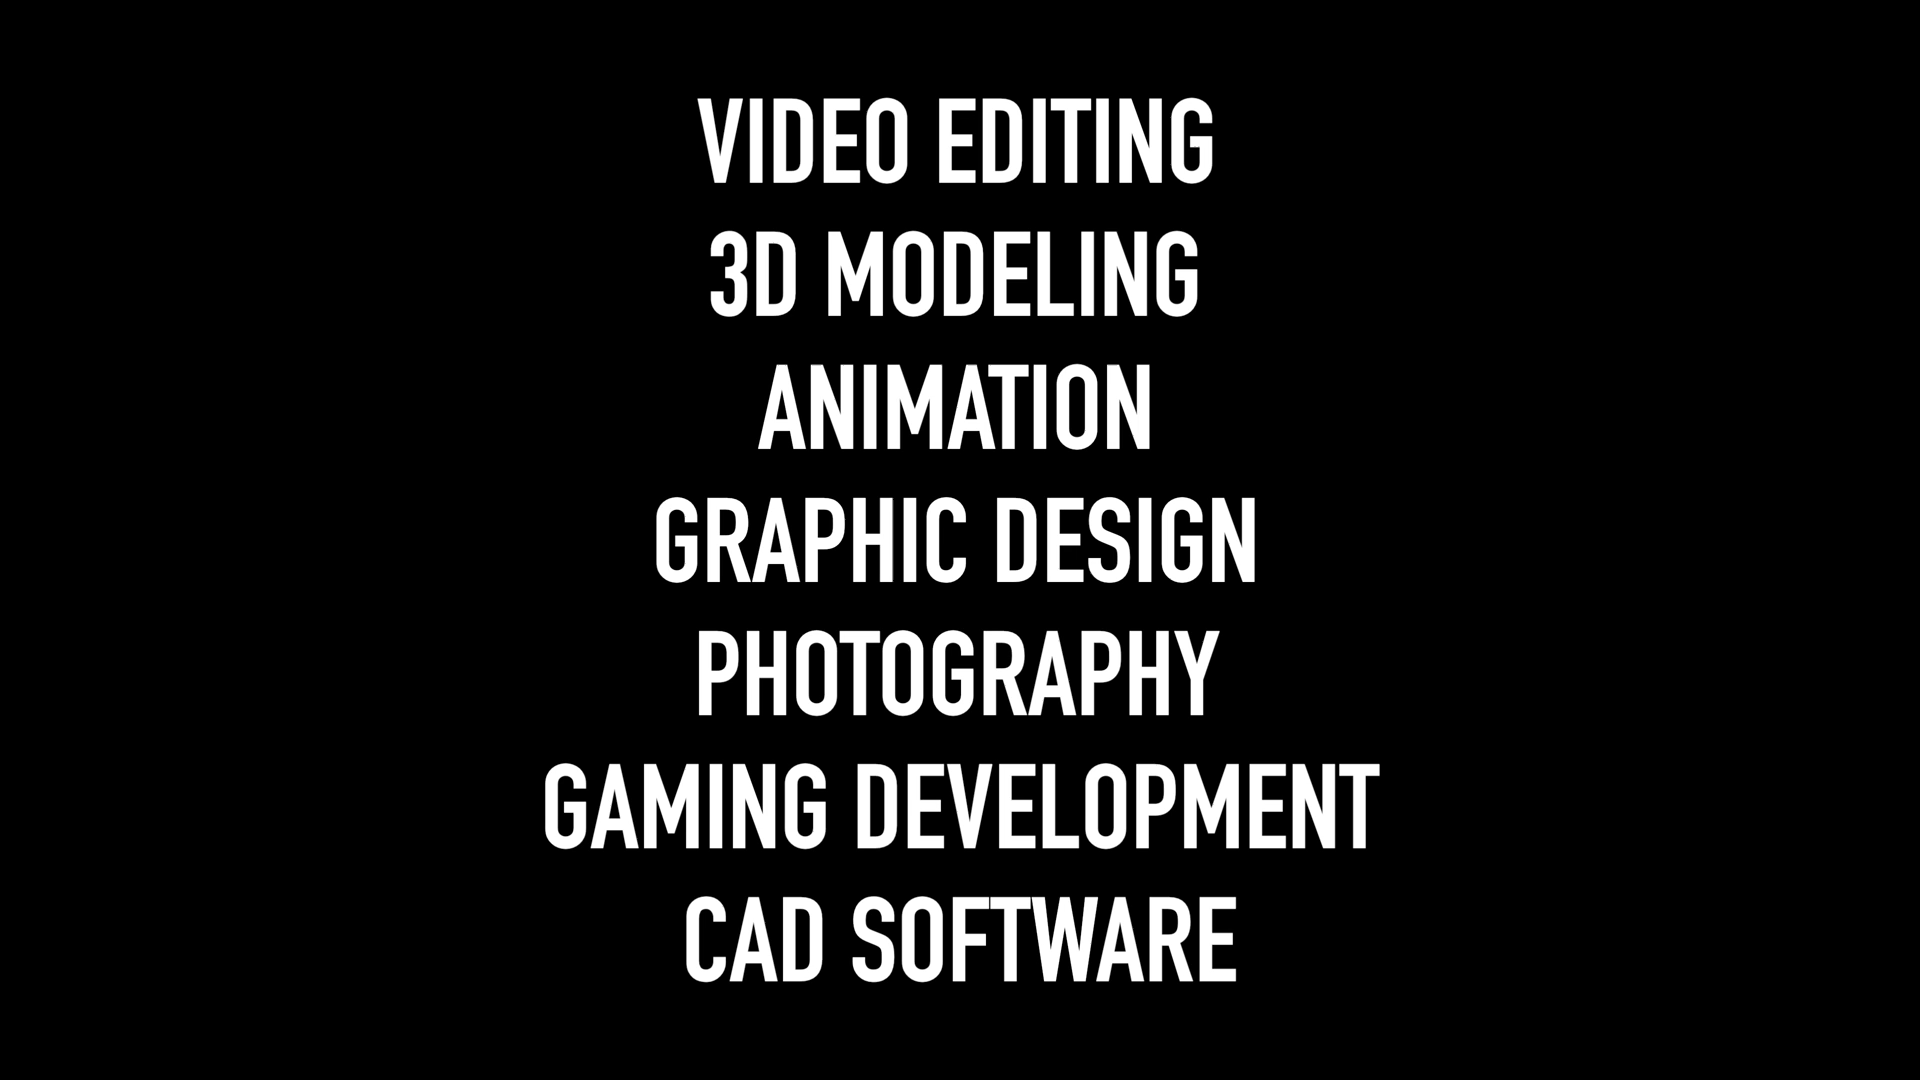 VIDEO EDITING
3D MODELING
ANIMATION
GRAPHIC DESIGN
PHOTOGRAPHY
GAMING DEVELOPMENT
CAD SOFTWARE